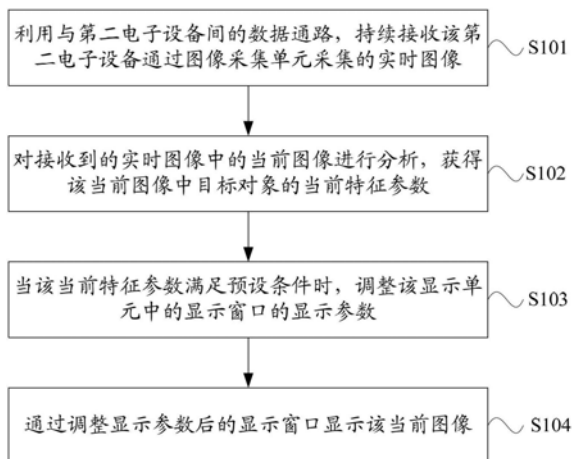 利用与第二电子设备间的数据通路，持续接收该第
二电子设备通过图像采集单元采集的实时图像
S101
对接收到的实时图像中的当前图像进行分析，获得
该当前图像中目标对象的当前特征参数
S102
当该当前特征参数满足预设条件时，调整该显示单
元中的显示窗口的显示参数
S103
通过调整显示参数后的显示窗口显示该当前图像
S104